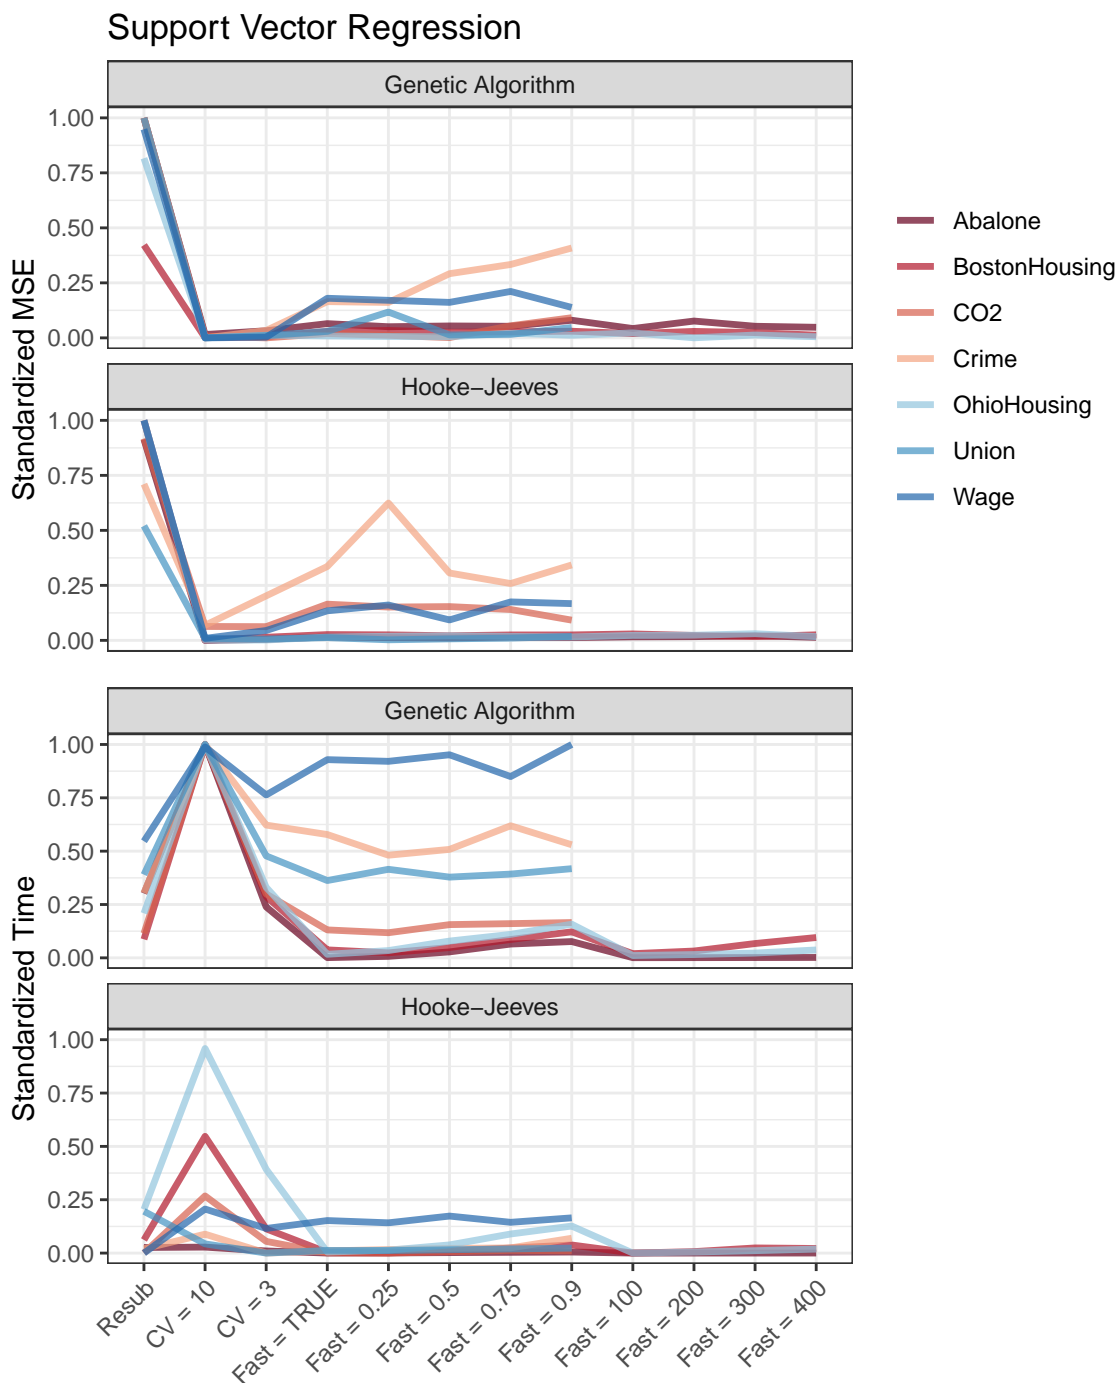 Support Vector Regression
Genetic Algorithm
1.00
0.75
0.50
0.25
0.00
Hooke−Jeeves
1.00
0.75
0.50
0.25
0.00
Standardized MSE
Genetic Algorithm
1.00
0.75
0.50
0.25
0.00
Hooke−Jeeves
1.00
0.75
0.50
0.25
0.00
Standardized Time
Resub
CV = 10
CV = 3
Fast = TRUE
Fast = 0.25
Fast = 0.5
Fast = 0.75
Fast = 0.9
Fast = 100
Fast = 200
Fast = 300
Fast = 400
Abalone
BostonHousing
CO2
Crime
OhioHousing
Union
Wage